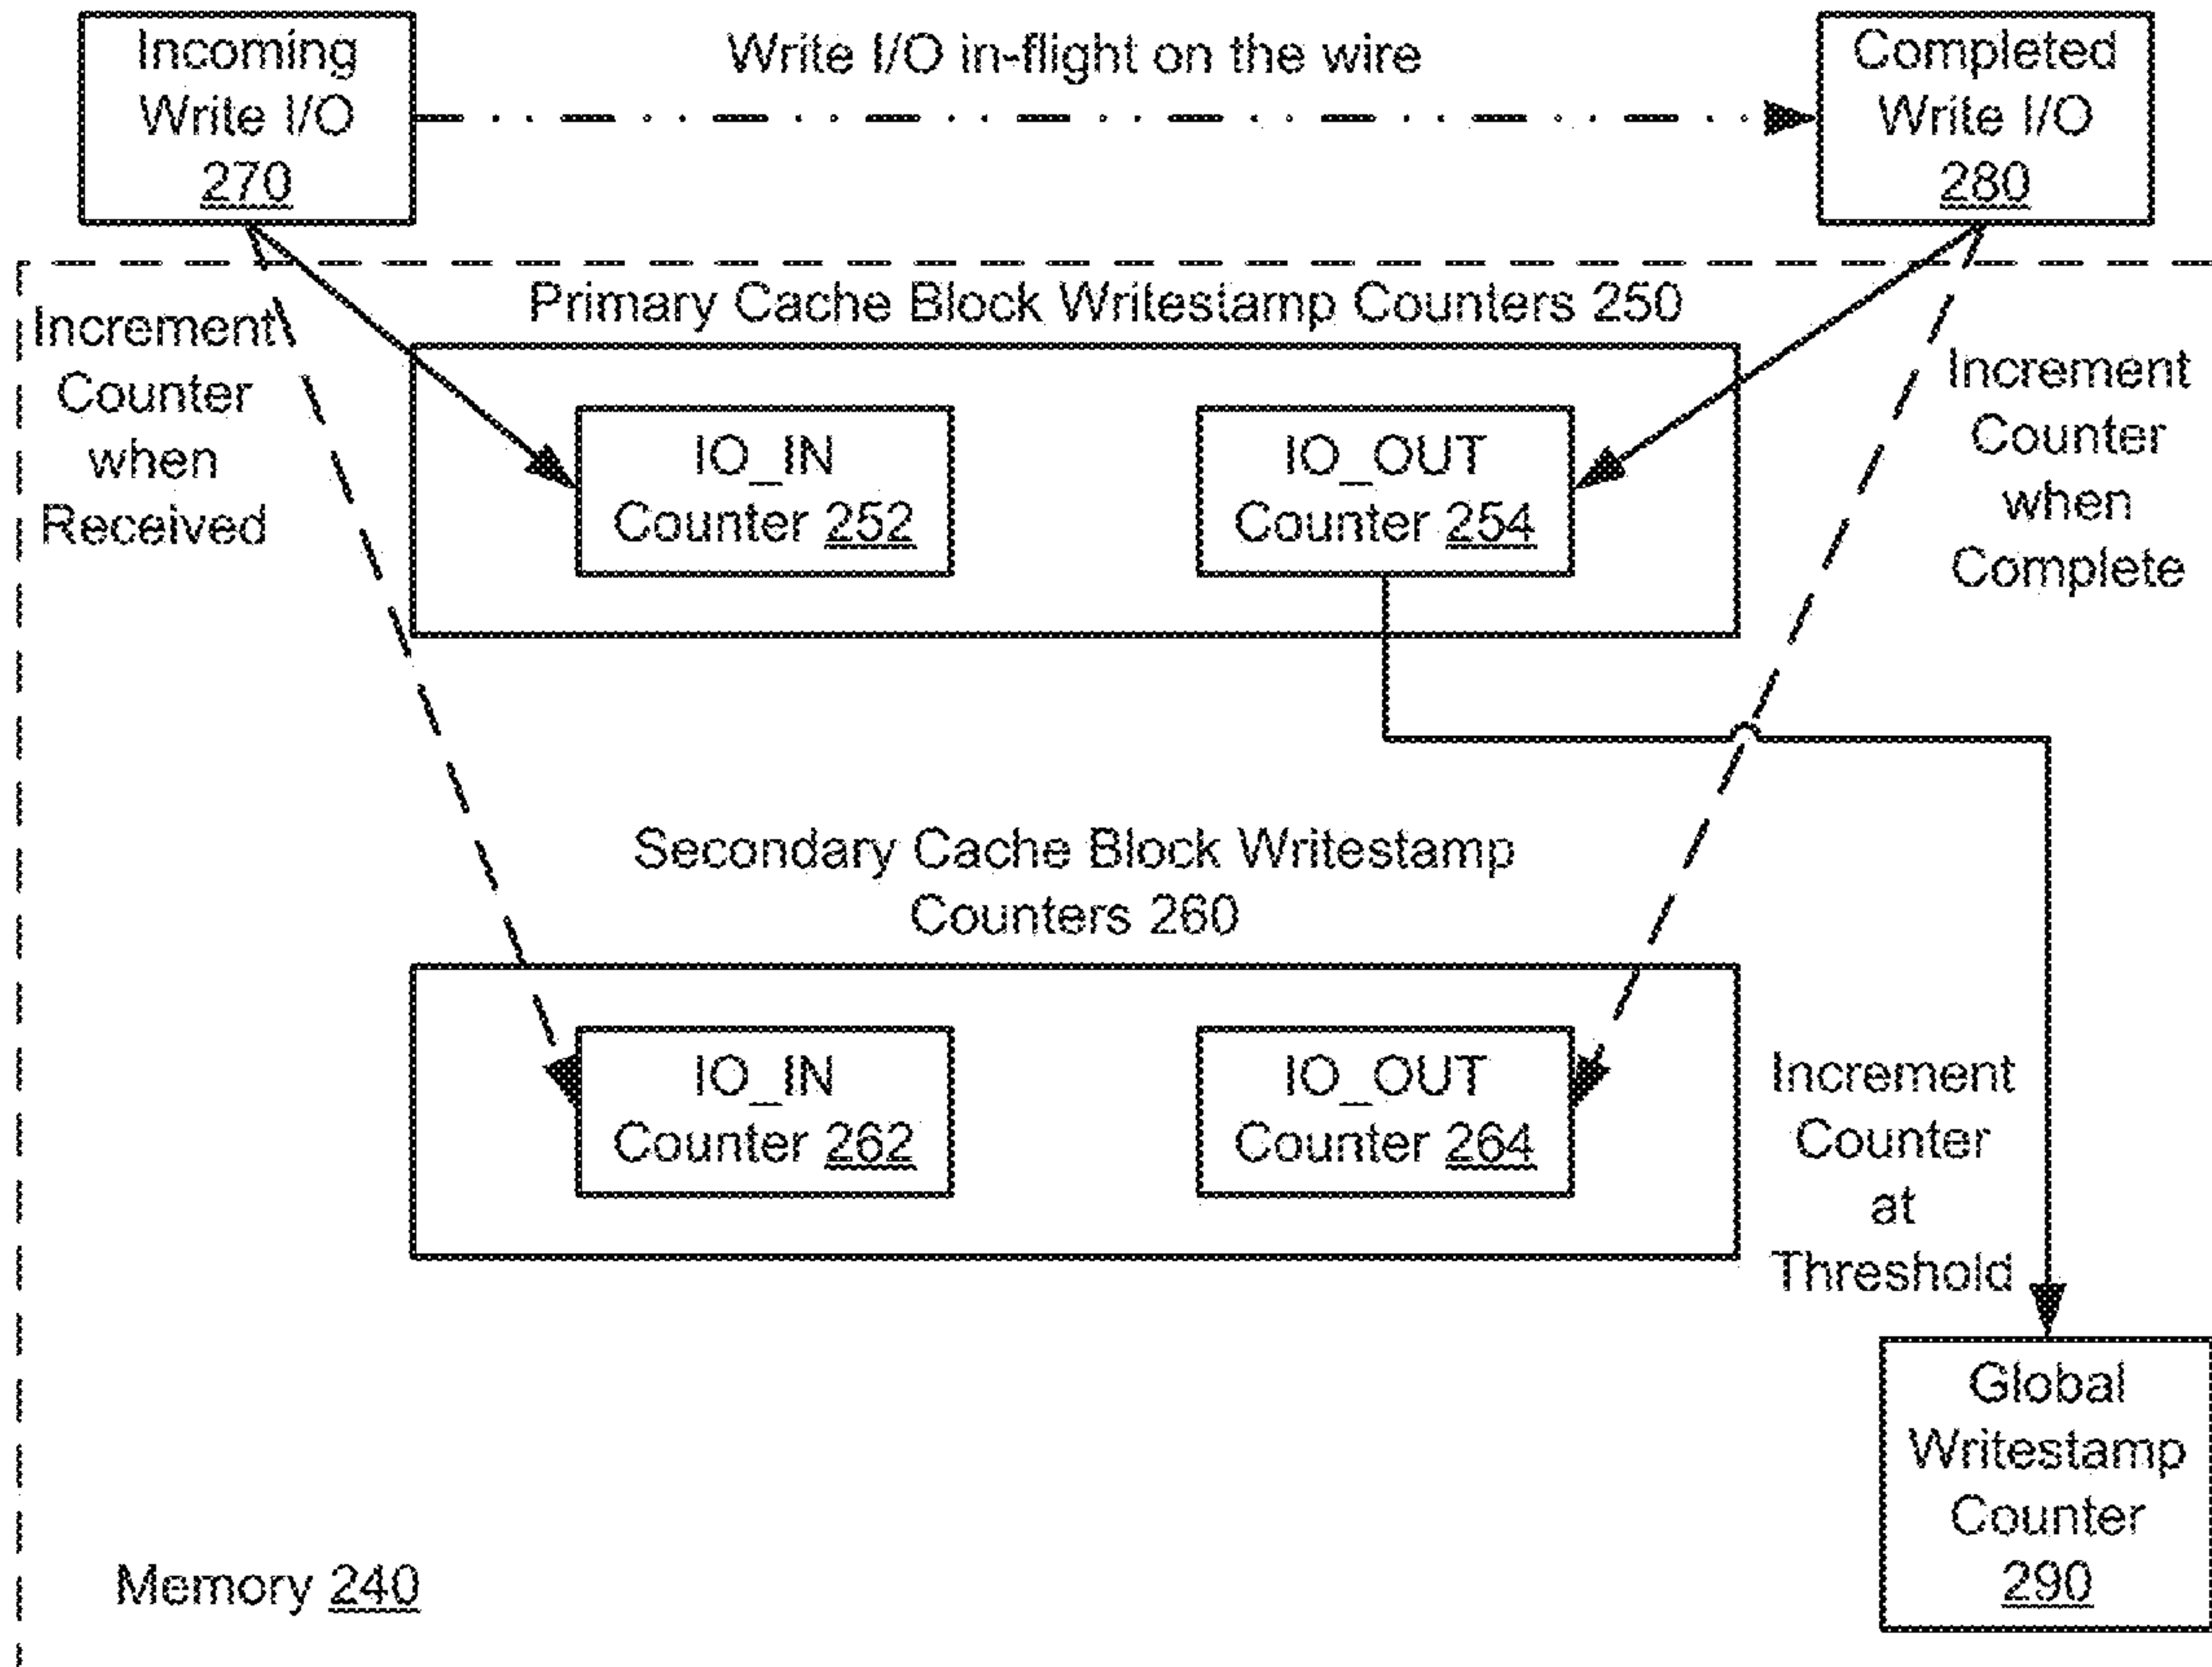 Incoming
Write I/O
270
Write I/O in-flight on the wire
Completed
Write I/O
280
Primary Cache Block Writestamp Counters 250
Increment
Counter
when
Received
IO_IN
Counter 252
IO_OUT
Counter 254
Increment
Counter
when
Complete
Secondary Cache Block Writestamp
Counters 260
IO_IN
Counter 262
IO_OUT
Counter 264
Increment
Counter
at
Threshold
Global
Writestamp
Counter
290
Memory 240